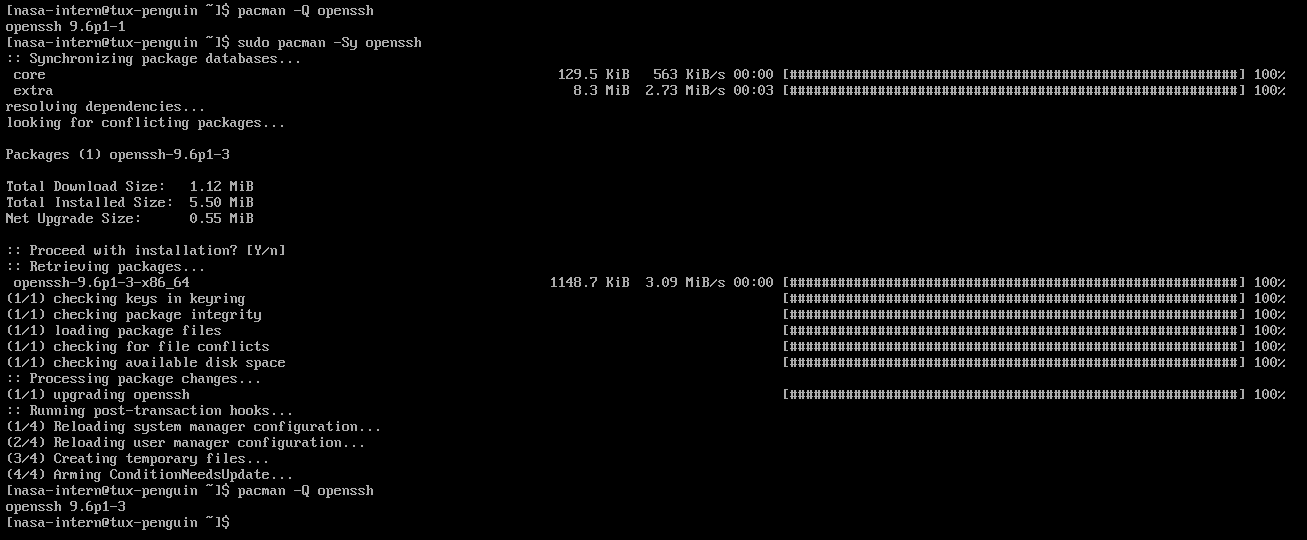 [nasa-intern@tux-penguin ~]$ pacman -Q openssh
openssh 9.6p1-1
[nasa-intern@tux-penguin ~]$ sudo pacman -Sy openssh
:: Synchronizing package databases...
 core 129.5 KiB 563 KiB/s 00:00 [########################################################] 100%
 extra 8.3 MiB 2.73 MiB/s 00:03 [########################################################] 100%
resolving dependencies...
looking for conflicting packages...
Packages (1) openssh-9.6p1-3
Total Download Size: 1.12 MiB
Total Installed Size: 5.50 MiB
Net Upgrade Size: 0.55 MiB
:: Proceed with installation? [Y/n]
:: Retrieving packages...
 openssh-9.6p1-3-x86_64 1148.7 KiB 3.09 MiB/s 00:00 [########################################################] 100%
(1/1) checking keys in keyring [########################################################] 100%
(1/1) checking package integrity [########################################################] 100%
(1/1) loading package files [########################################################] 100%
(1/1) checking for file conflicts [########################################################] 100%
(1/1) checking available disk space [########################################################] 100%
:: Processing package changes...
(1/1) upgrading openssh [########################################################] 100%
:: Running post-transaction hooks...
(1/4) Reloading system manager configuration...
(2/4) Reloading user manager configuration...
(3/4) Creating temporary files...
(4/4) Arming ConditionNeedsUpdate...
[nasa-intern@tux-penguin ~]$ pacman -Q openssh
openssh 9.6p1-3
[nasa-intern@tux-penguin ~]$